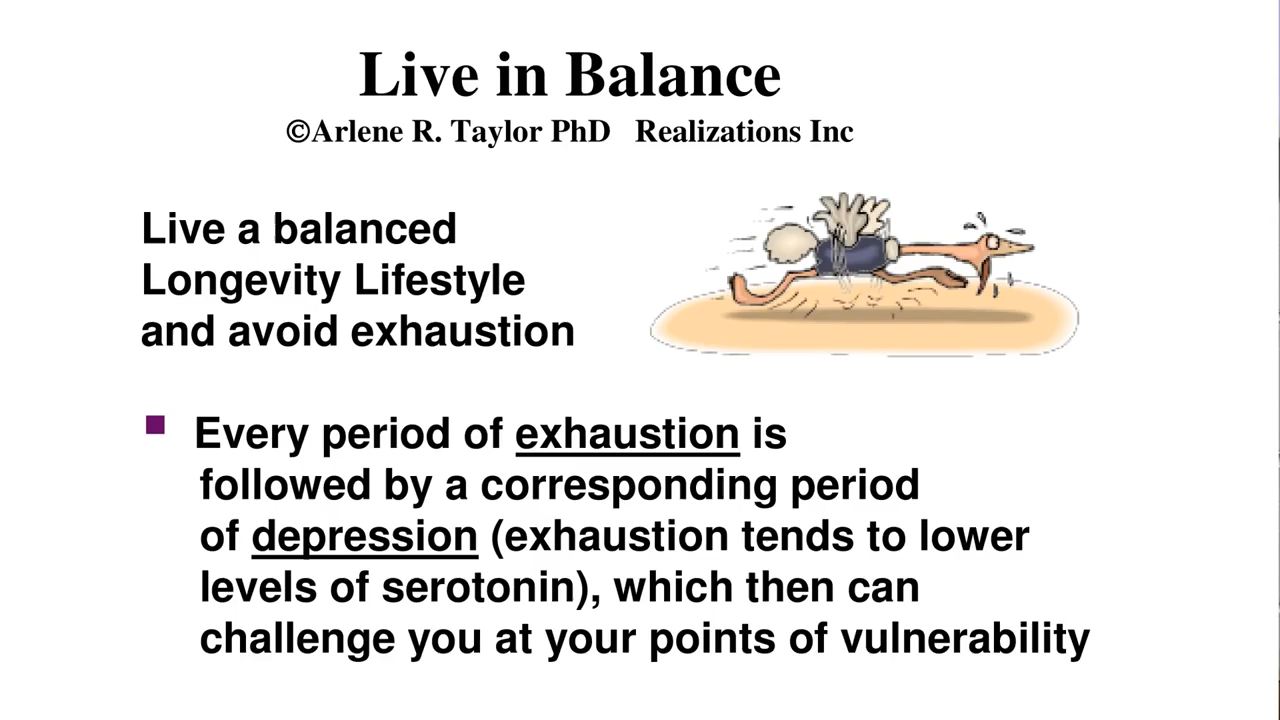 Live in Balance
©Arlene R. Taylor PhD Realizations Inc
Live a balanced
Longevity Lifestyle
and avoid exhaustion
Every period of exhaustion is
followed by a corresponding period
of depression (exhaustion tends to lower
levels of serotonin), which then can
challenge you at your points of vulnerability